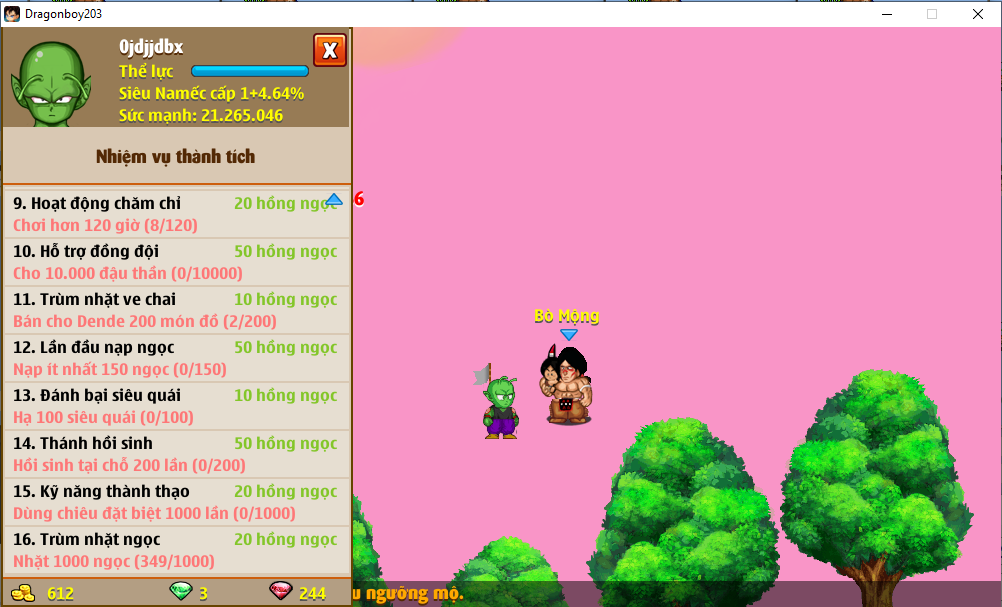 Dragonboy203
0jdjjdbx
X
Thể lực
Siêu Namếc cấp 1+4.64%
Sức mạnh: 21.265.046
Nhiệm vụ thành tích
9. Hoạt động chăm chỉ 20 hồng ngọc
6
Chơi hơn 120 giờ (8/120)
10. Hỗ trợ đồng đội 50 hồng ngọc
Cho 10.000 đậu thần (0/10000)
11. Trùm nhặt ve chai 10 hồng ngọc
Bán cho Dende 200 món đồ (2/200)
12. Lần đầu nạp ngọc 50 hồng ngọc
Nạp ít nhất 150 ngọc (0/150)
13. Đánh bại siêu quái 10 hồng ngọc
Hạ 100 siêu quái (0/100)
14. Thánh hồi sinh 50 hồng ngọc
Hồi sinh tại chỗ 200 lần (0/200)
15. Kỹ năng thành thạo 20 hồng ngọc
Dùng chiêu đặt biệt 1000 lần (0/1000)
16. Trùm nhặt ngọc 20 hồng ngọc
Nhặt 1000 ngọc (349/1000)
612 3 244
Bò Mộng
u ngưỡng mộ.